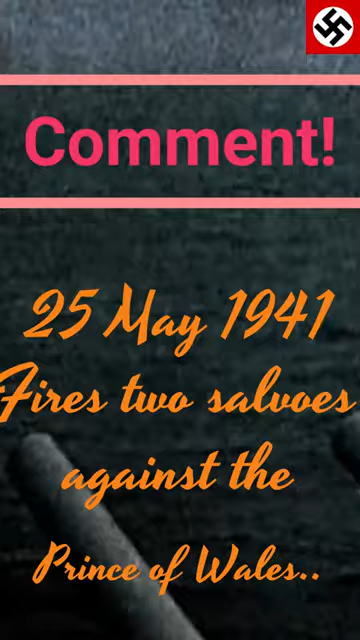 Comment!
25 May 1941
Fires two salvoes
against the
Prince of Wales..